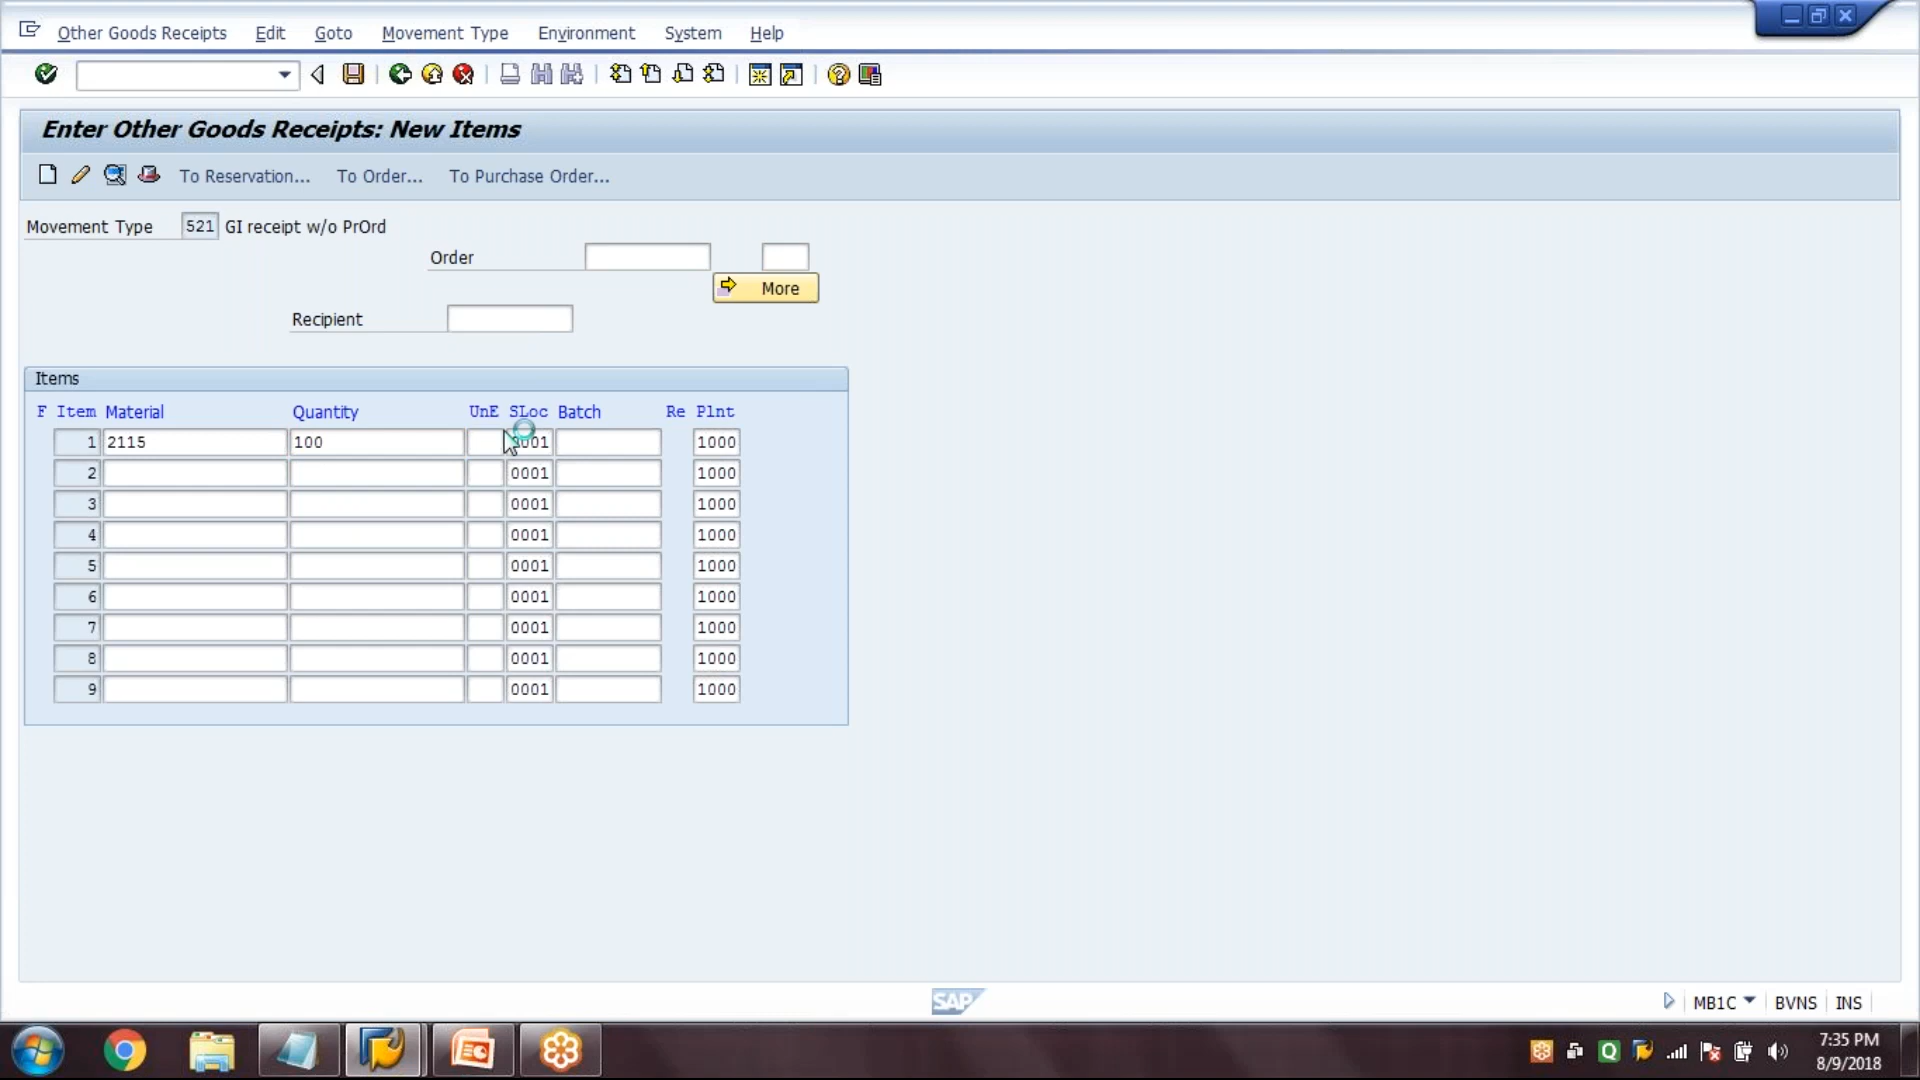 Other Goods Receipts Edit Goto Movement Type Environment System Help
Enter Other Goods Receipts: New Items
To Reservation... To Order... To Purchase Order...
Movement Type 521 GI receipt w/o PrOrd
Order
More
Recipient
Items
F Item Material Quantity UnE SLoc Batch Re Plnt
1 2115 100 0001 1000
2 0001 1000
3 0001 1000
4 0001 1000
5 0001 1000
6 0001 1000
7 0001 1000
8 0001 1000
9 0001 1000
SAP
MB1C BVNS INS
7:35 PM
8/9/2018